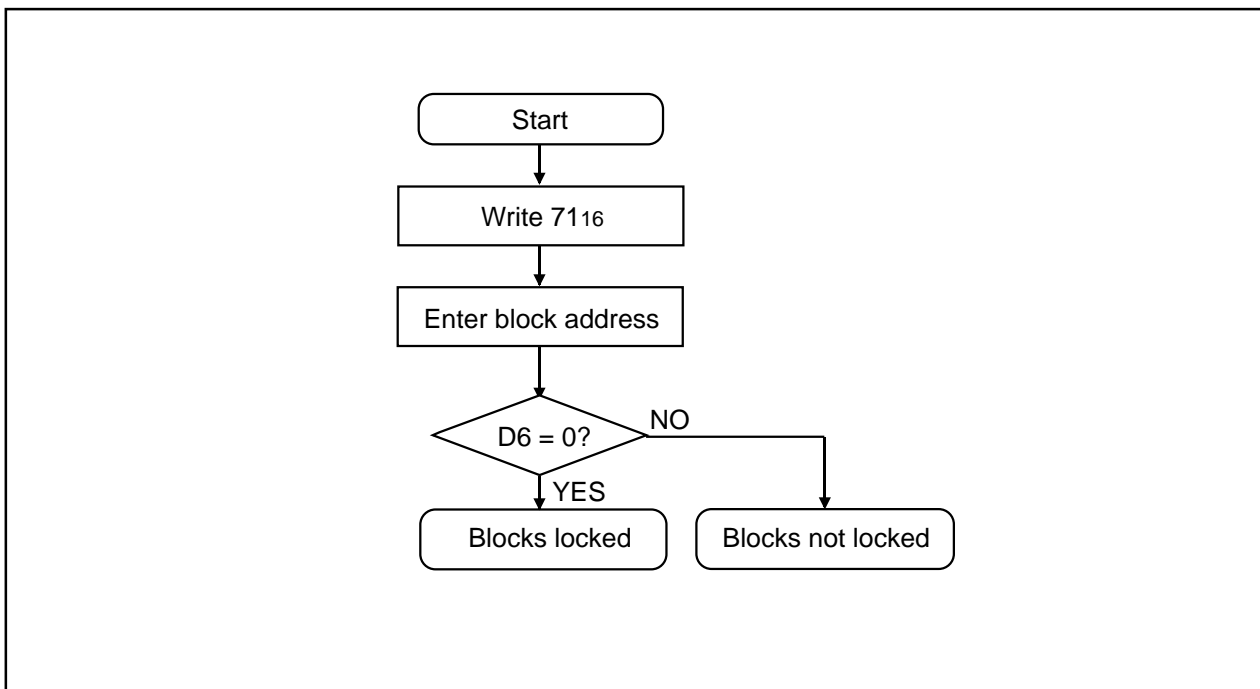 Start
Write 7116
Enter block address
D6 = 0?
NO
YES
Blocks locked
Blocks not locked